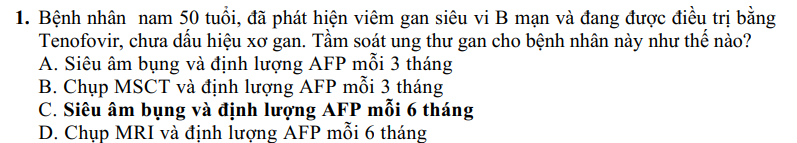 1. Bệnh nhân nam 50 tuổi, đã phát hiện viêm gan siêu vi B mạn và đang được điều trị bằng
Tenofovir, chưa dấu hiệu xơ gan. Tầm soát ung thư gan cho bệnh nhân này như thế nào?
A. Siêu âm bụng và định lượng AFP mỗi 3 tháng
B. Chụp MSCT và định lượng AFP mỗi 3 tháng
C. Siêu âm bụng và định lượng AFP mỗi 6 tháng
D. Chụp MRI và định lượng AFP mỗi 6 tháng